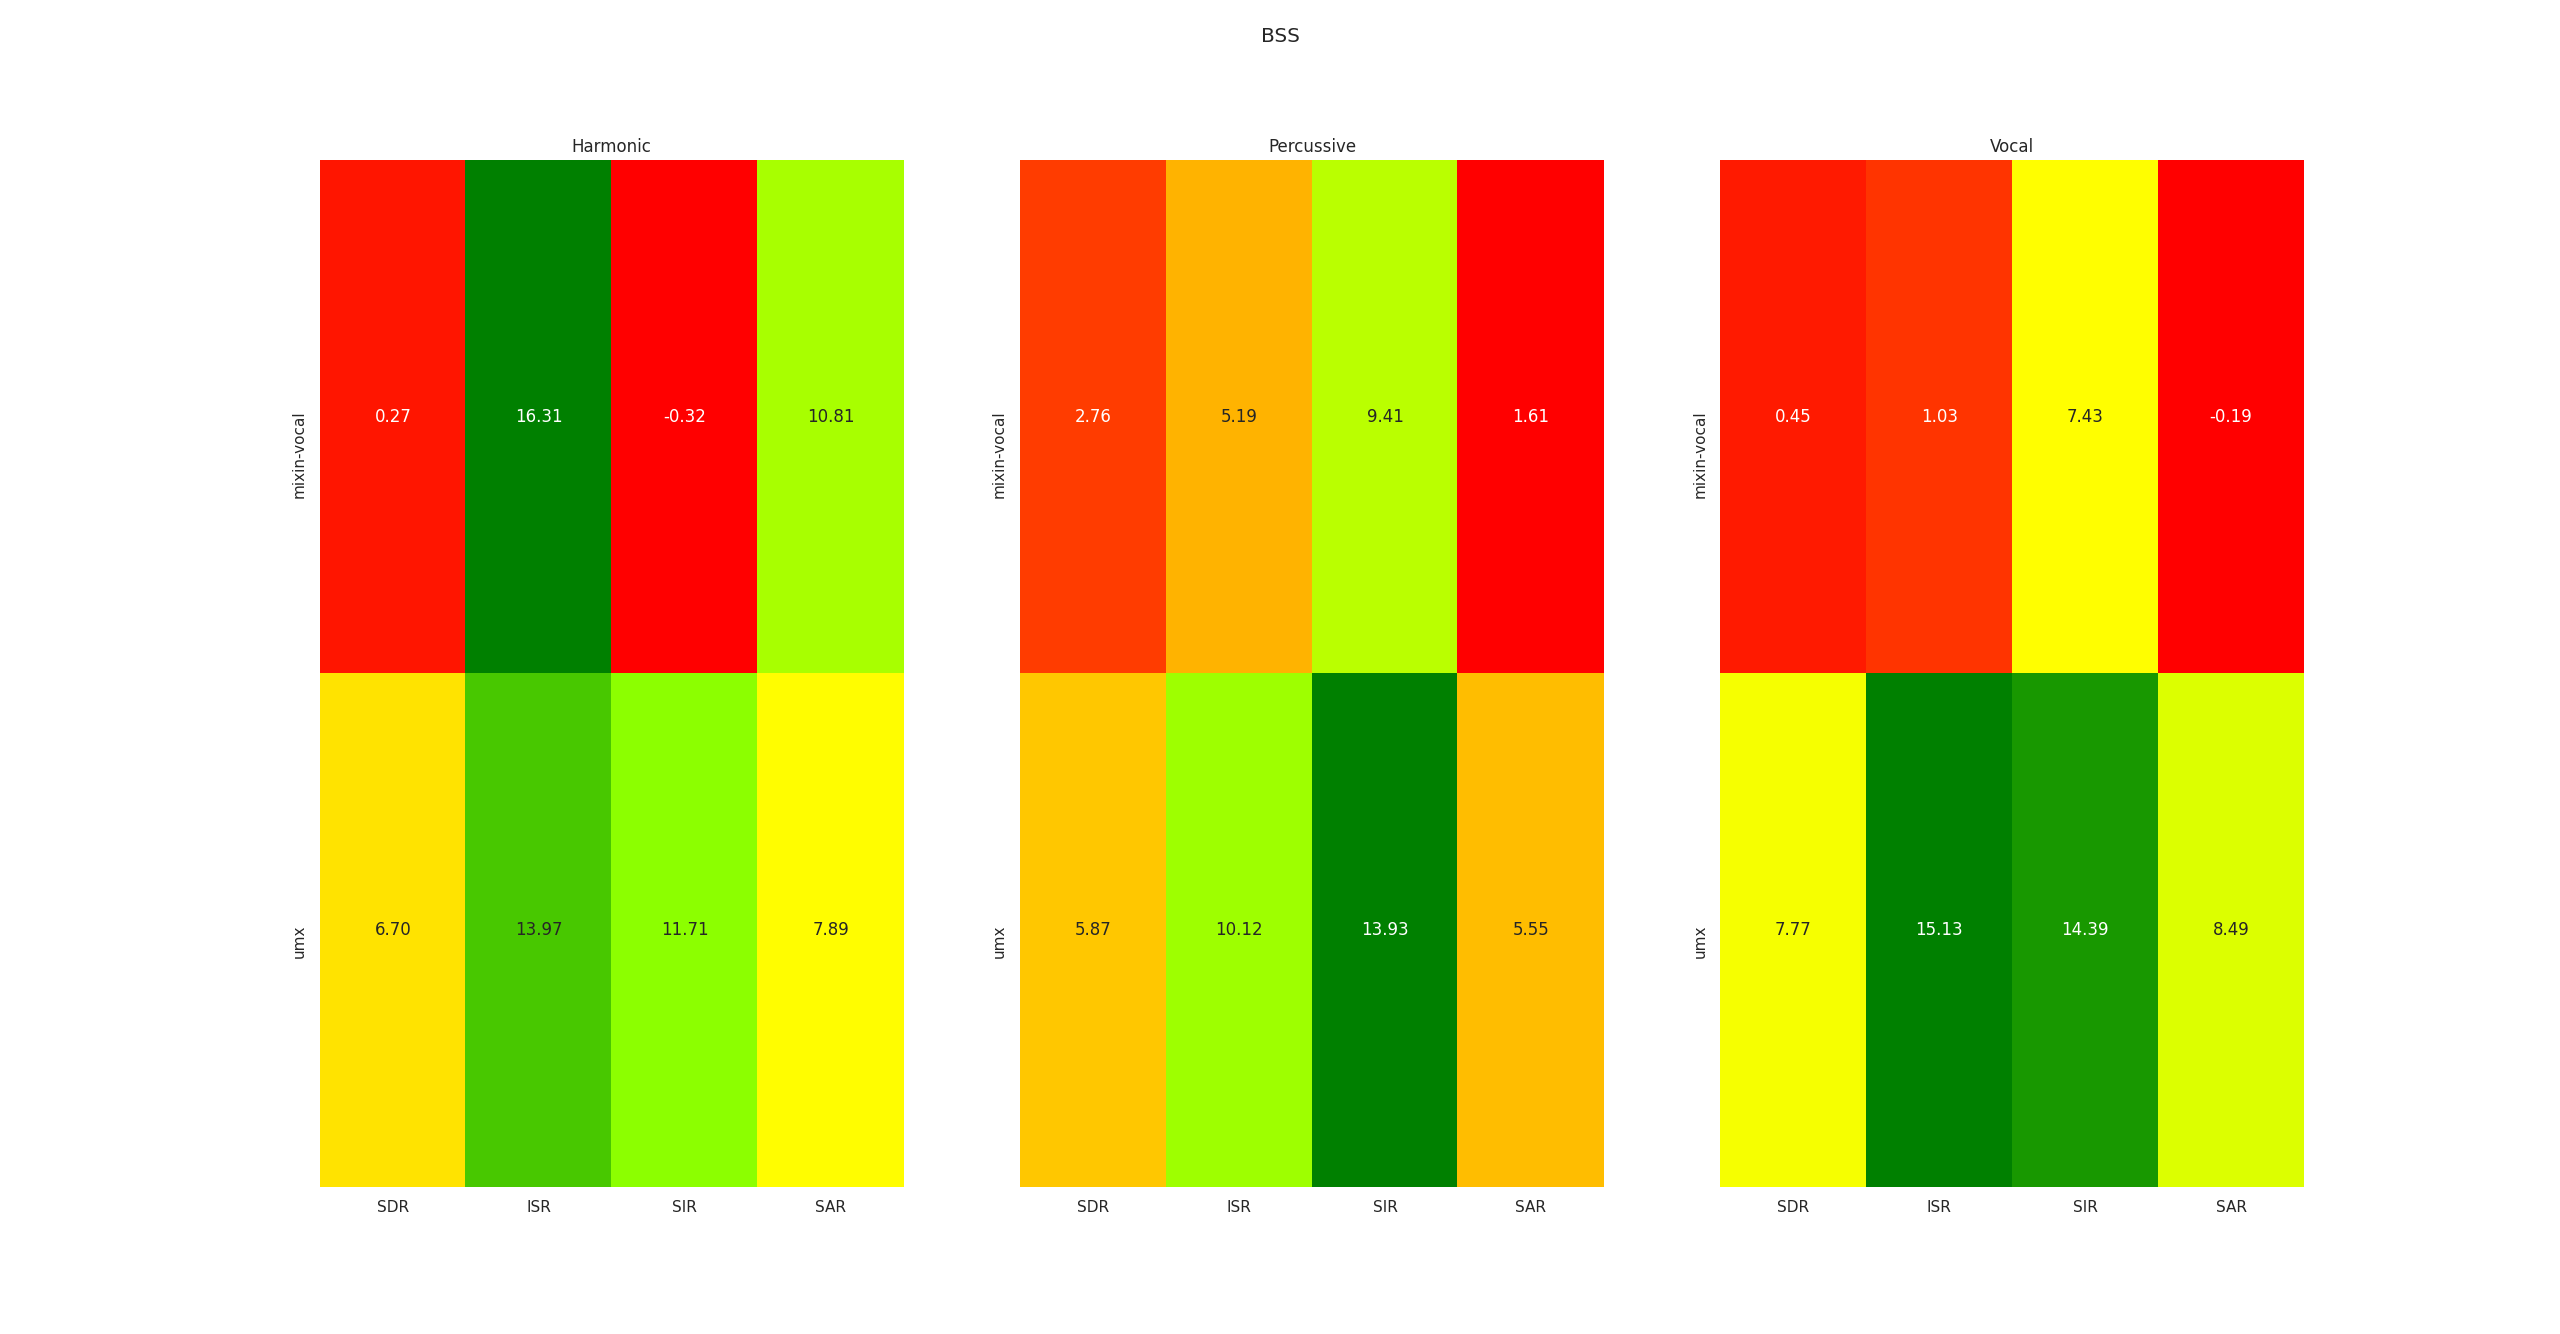 BSS
Harmonic
mixin-vocal
0.27 16.31 -0.32 10.81
umx
6.70 13.97 11.71 7.89
SDR ISR SIR SAR
Percussive
mixin-vocal
2.76 5.19 9.41 1.61
umx
5.87 10.12 13.93 5.55
SDR ISR SIR SAR
Vocal
mixin-vocal
0.45 1.03 7.43 -0.19
umx
7.77 15.13 14.39 8.49
SDR ISR SIR SAR